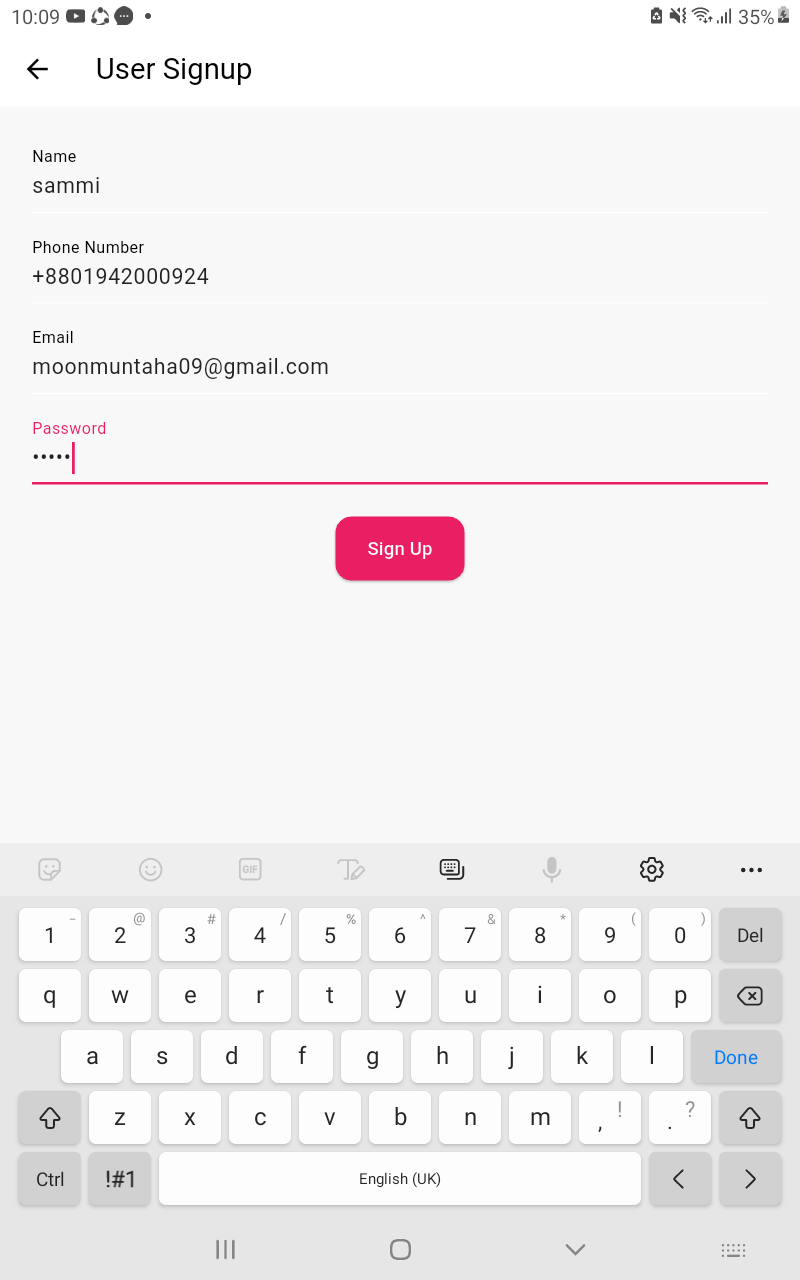 10:09 35%
User Signup
Name
sammi
Phone Number
+8801942000924
Email
moonmuntaha09@gmail.com
Password
•••••
Sign Up
GIF
1 − 2 @ 3 # 4 / 5 % 6 ^ 7 & 8 * 9 ( 0 ) Del
q w e r t y u i o p
a s d f g h j k l Done
z x c v b n m , ! . ?
Ctrl !#1 English (UK) < >